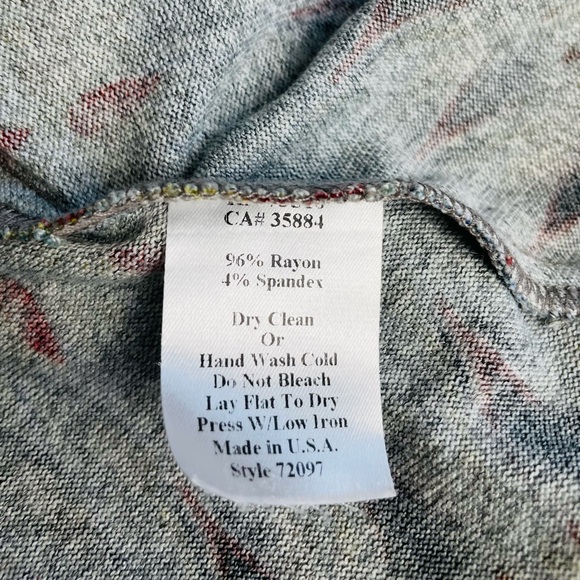 CA# 35884
96% Rayon
4% Spandex
Dry Clean
Or
Hand Wash Cold
Do Not Bleach
Lay Flat To Dry
Press W/Low Iron
Made in U.S.A.
Style 72097